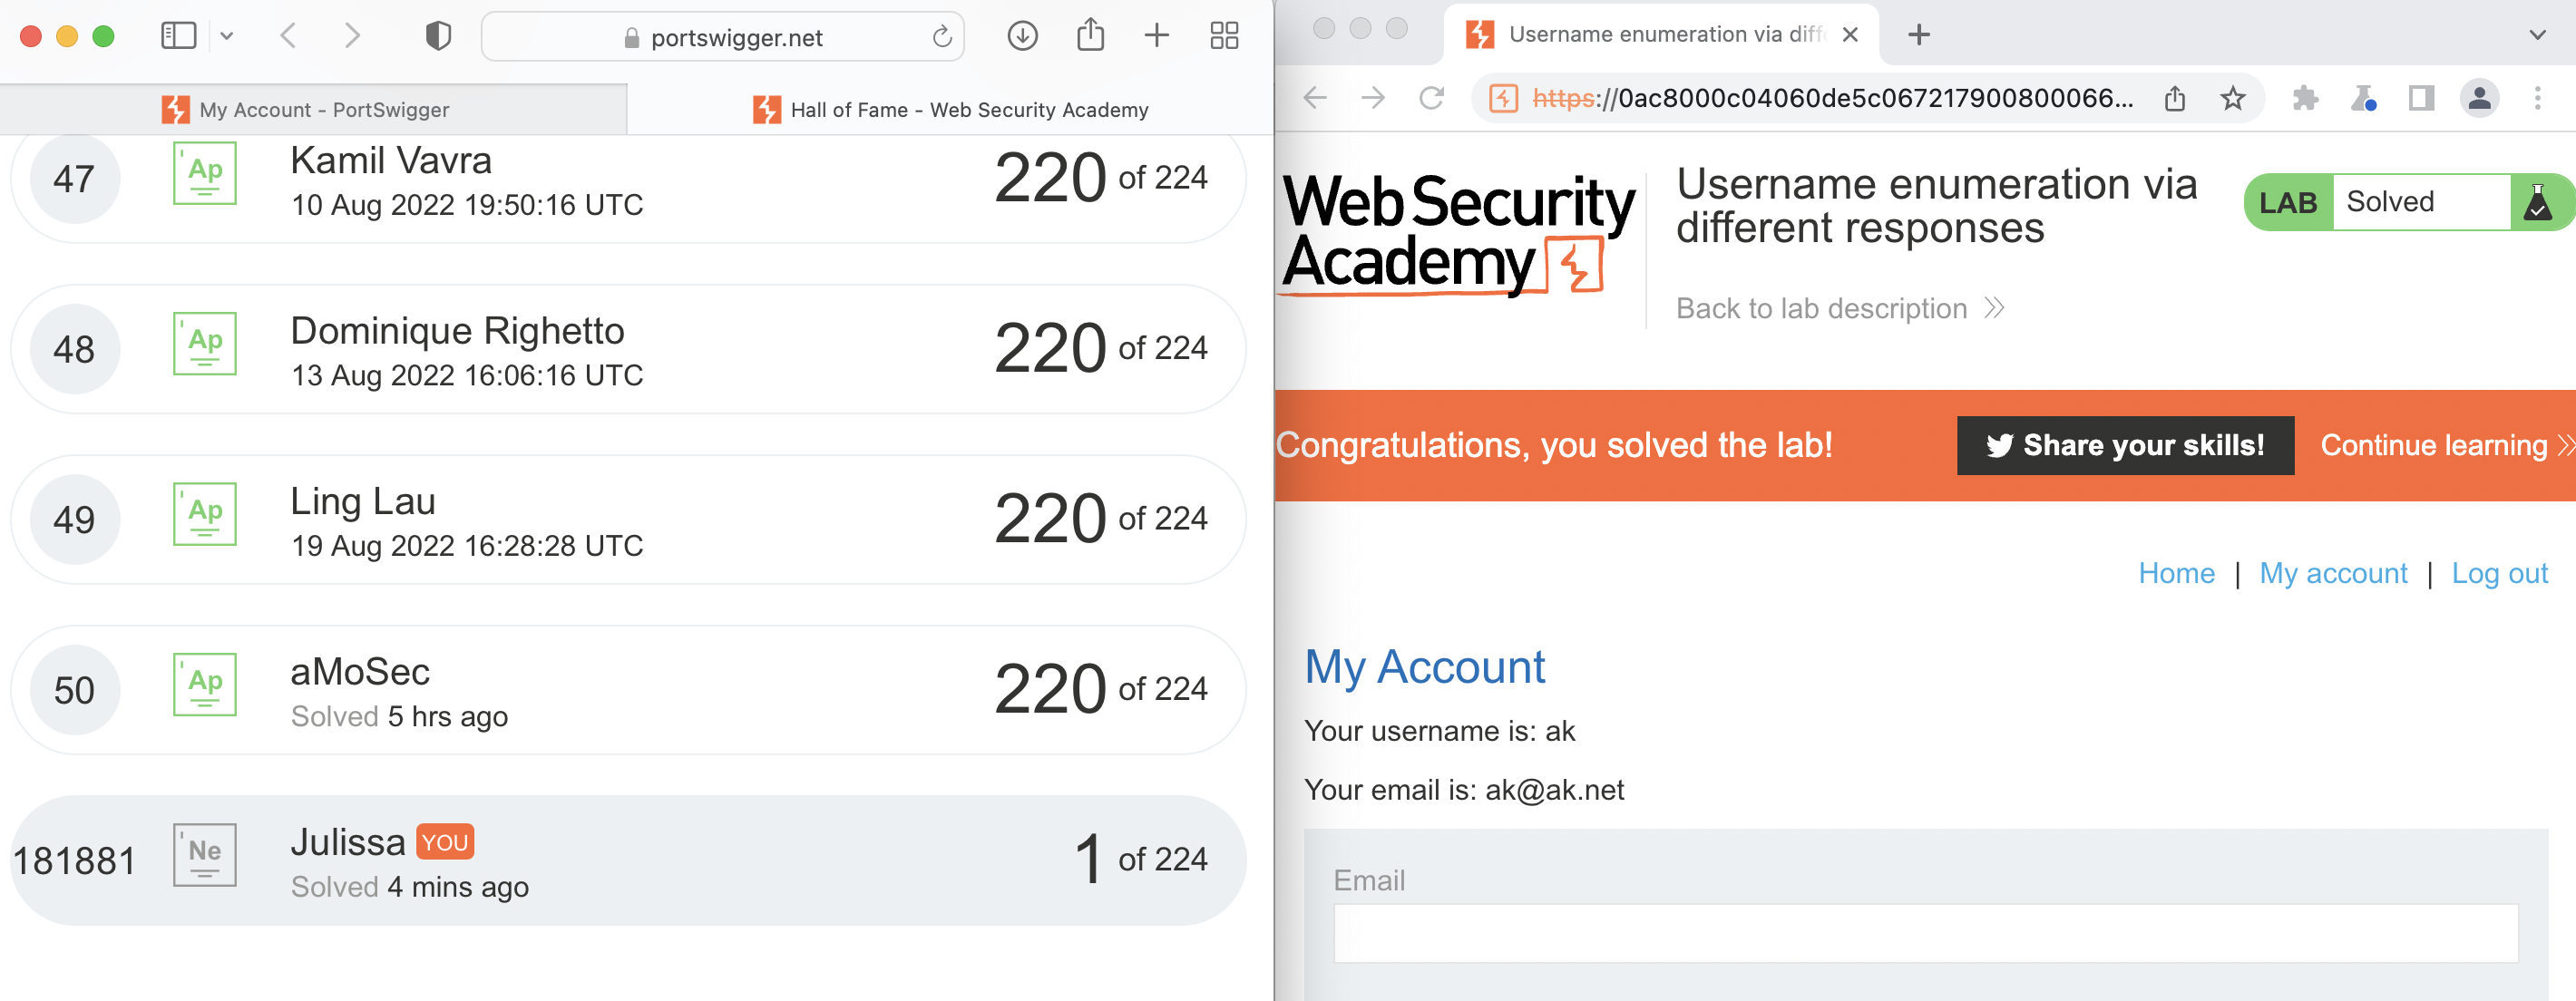 portswigger.net
My Account - PortSwigger
Hall of Fame - Web Security Academy
47
Ap
Kamil Vavra
10 Aug 2022 19:50:16 UTC
220 of 224
48
Ap
Dominique Righetto
13 Aug 2022 16:06:16 UTC
220 of 224
49
Ap
Ling Lau
19 Aug 2022 16:28:28 UTC
220 of 224
50
Ap
aMoSec
Solved 5 hrs ago
220 of 224
181881
Ne
Julissa YOU
Solved 4 mins ago
1 of 224
Username enumeration via diff
https://0ac8000c04060de5c067217900800066...
Web Security
Academy
Username enumeration via
different responses
Back to lab description
LAB Solved
Congratulations, you solved the lab!
Share your skills!
Continue learning
Home | My account | Log out
My Account
Your username is: ak
Your email is: ak@ak.net
Email